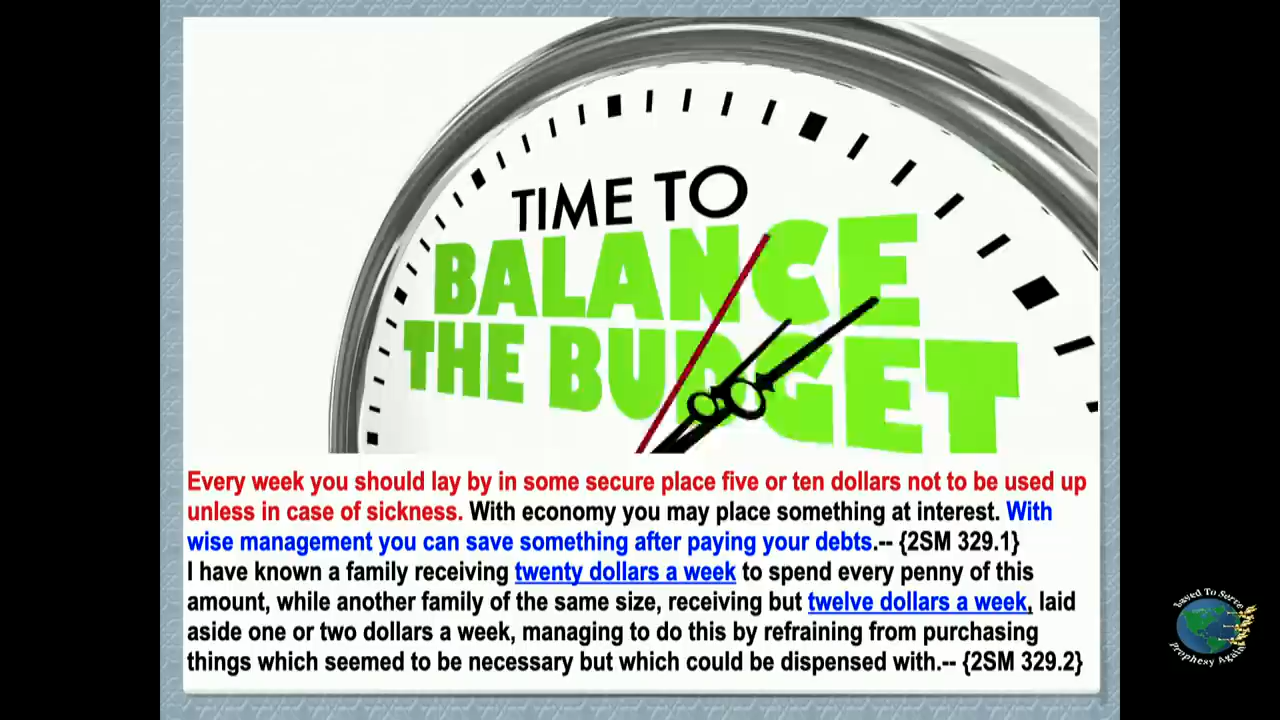 TIME TO
BALANCE
THE BUDGET
Every week you should lay by in some secure place five or ten dollars not to be used up
unless in case of sickness. With economy you may place something at interest. With
wise management you can save something after paying your debts.-- {2SM 329.1}
I have known a family receiving twenty dollars a week to spend every penny of this
amount, while another family of the same size, receiving but twelve dollars a week, laid
aside one or two dollars a week, managing to do this by refraining from purchasing
things which seemed to be necessary but which could be dispensed with.-- {2SM 329.2}
To Serve
Prophesy Again